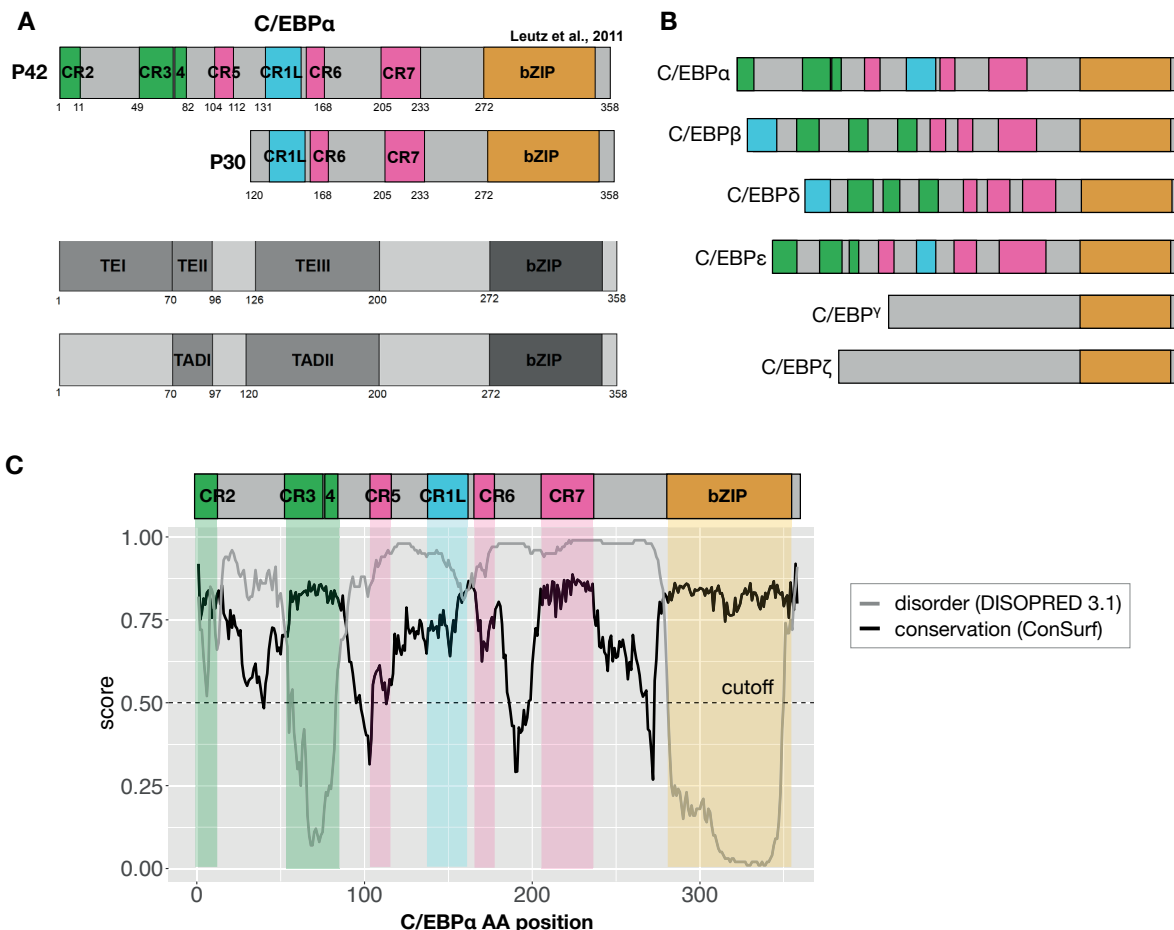 A
C/EBPα
Leutz et al., 2011
P42
CR2 CR3 4 CR5 CR1L CR6 CR7 bZIP
1 11 49 82 104 112 131 168 205 233 272 358
P30
CR1L CR6 CR7 bZIP
120 168 205 233 272 358
TEI TEII TEIII bZIP
1 70 96 126 200 272 358
TADI TADII bZIP
1 70 97 120 200 272 358
B
C/EBPα
C/EBPβ
C/EBPδ
C/EBPε
C/EBPγ
C/EBPζ
C
CR2 CR3 4 CR5 CR1L CR6 CR7 bZIP
1.00
0.75
0.50
0.25
0.00
score
cutoff
0 100 200 300
C/EBPα AA position
disorder (DISOPRED 3.1)
conservation (ConSurf)